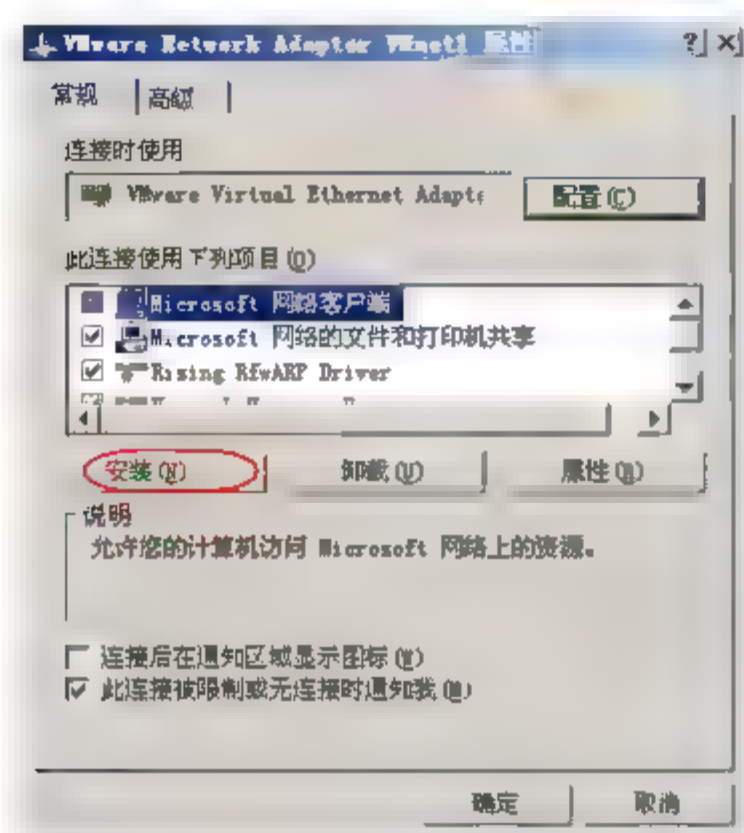 VMware Network Adapter VMnet1 属性 ? ×
常规 高级
连接时使用
VMware Virtual Ethernet Adapte 配置(C)
此连接使用下列项目(O)
Microsoft 网络客户端
Microsoft 网络的文件和打印机共享
Rising RfwARP Driver
安装(N) 卸载(U) 属性(R)
说明
允许您的计算机访问 Microsoft 网络上的资源。
连接后在通知区域显示图标(W)
此连接被限制或无连接时通知我(M)
确定 取消